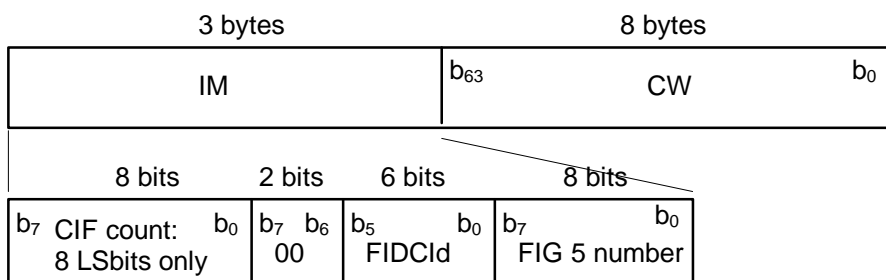 3 bytes 8 bytes
IM b63 CW b0
8 bits 2 bits 6 bits 8 bits
b7 CIF count: b0 b7 b6 b5 b0 b7 b0
8 LSbits only 00 FIDCId FIG 5 number